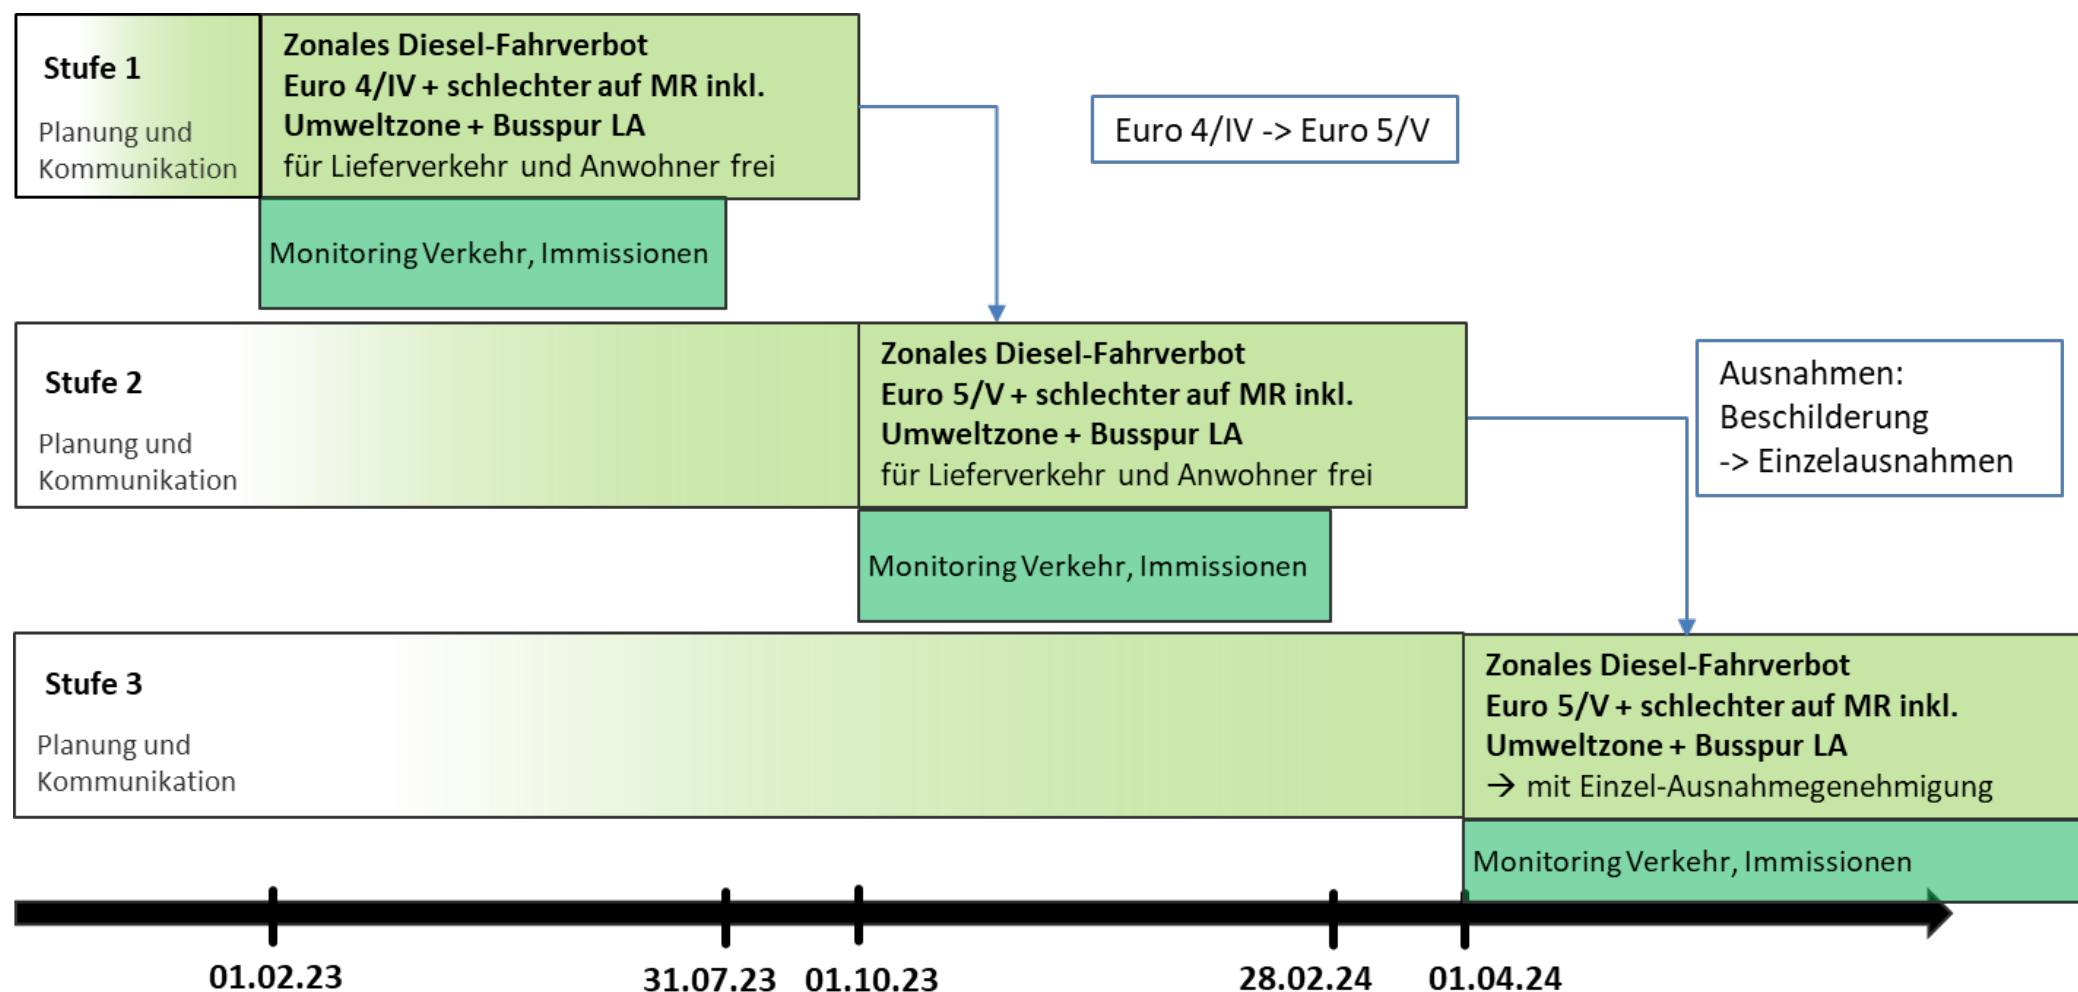 Stufe 1
Planung und
Kommunikation
Zonales Diesel-Fahrverbot
Euro 4/IV + schlechter auf MR inkl.
Umweltzone + Busspur LA
für Lieferverkehr und Anwohner frei
Euro 4/IV -> Euro 5/V
Monitoring Verkehr, Immissionen
Stufe 2
Planung und
Kommunikation
Zonales Diesel-Fahrverbot
Euro 5/V + schlechter auf MR inkl.
Umweltzone + Busspur LA
für Lieferverkehr und Anwohner frei
Ausnahmen:
Beschilderung
-> Einzelausnahmen
Monitoring Verkehr, Immissionen
Stufe 3
Planung und
Kommunikation
Zonales Diesel-Fahrverbot
Euro 5/V + schlechter auf MR inkl.
Umweltzone + Busspur LA
→ mit Einzel-Ausnahmegenehmigung
Monitoring Verkehr, Immissionen
01.02.23
31.07.23
01.10.23
28.02.24
01.04.24